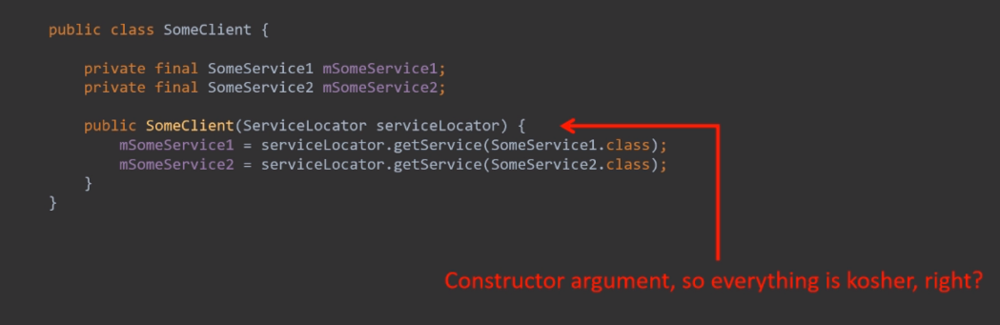 public class SomeClient {
private final SomeService1 mSomeService1;
private final SomeService2 mSomeService2;
public SomeClient(ServiceLocator serviceLocator) {
mSomeService1 = serviceLocator.getService(SomeService1.class);
mSomeService2 = serviceLocator.getService(SomeService2.class);
}
}
Constructor argument, so everything is kosher, right?